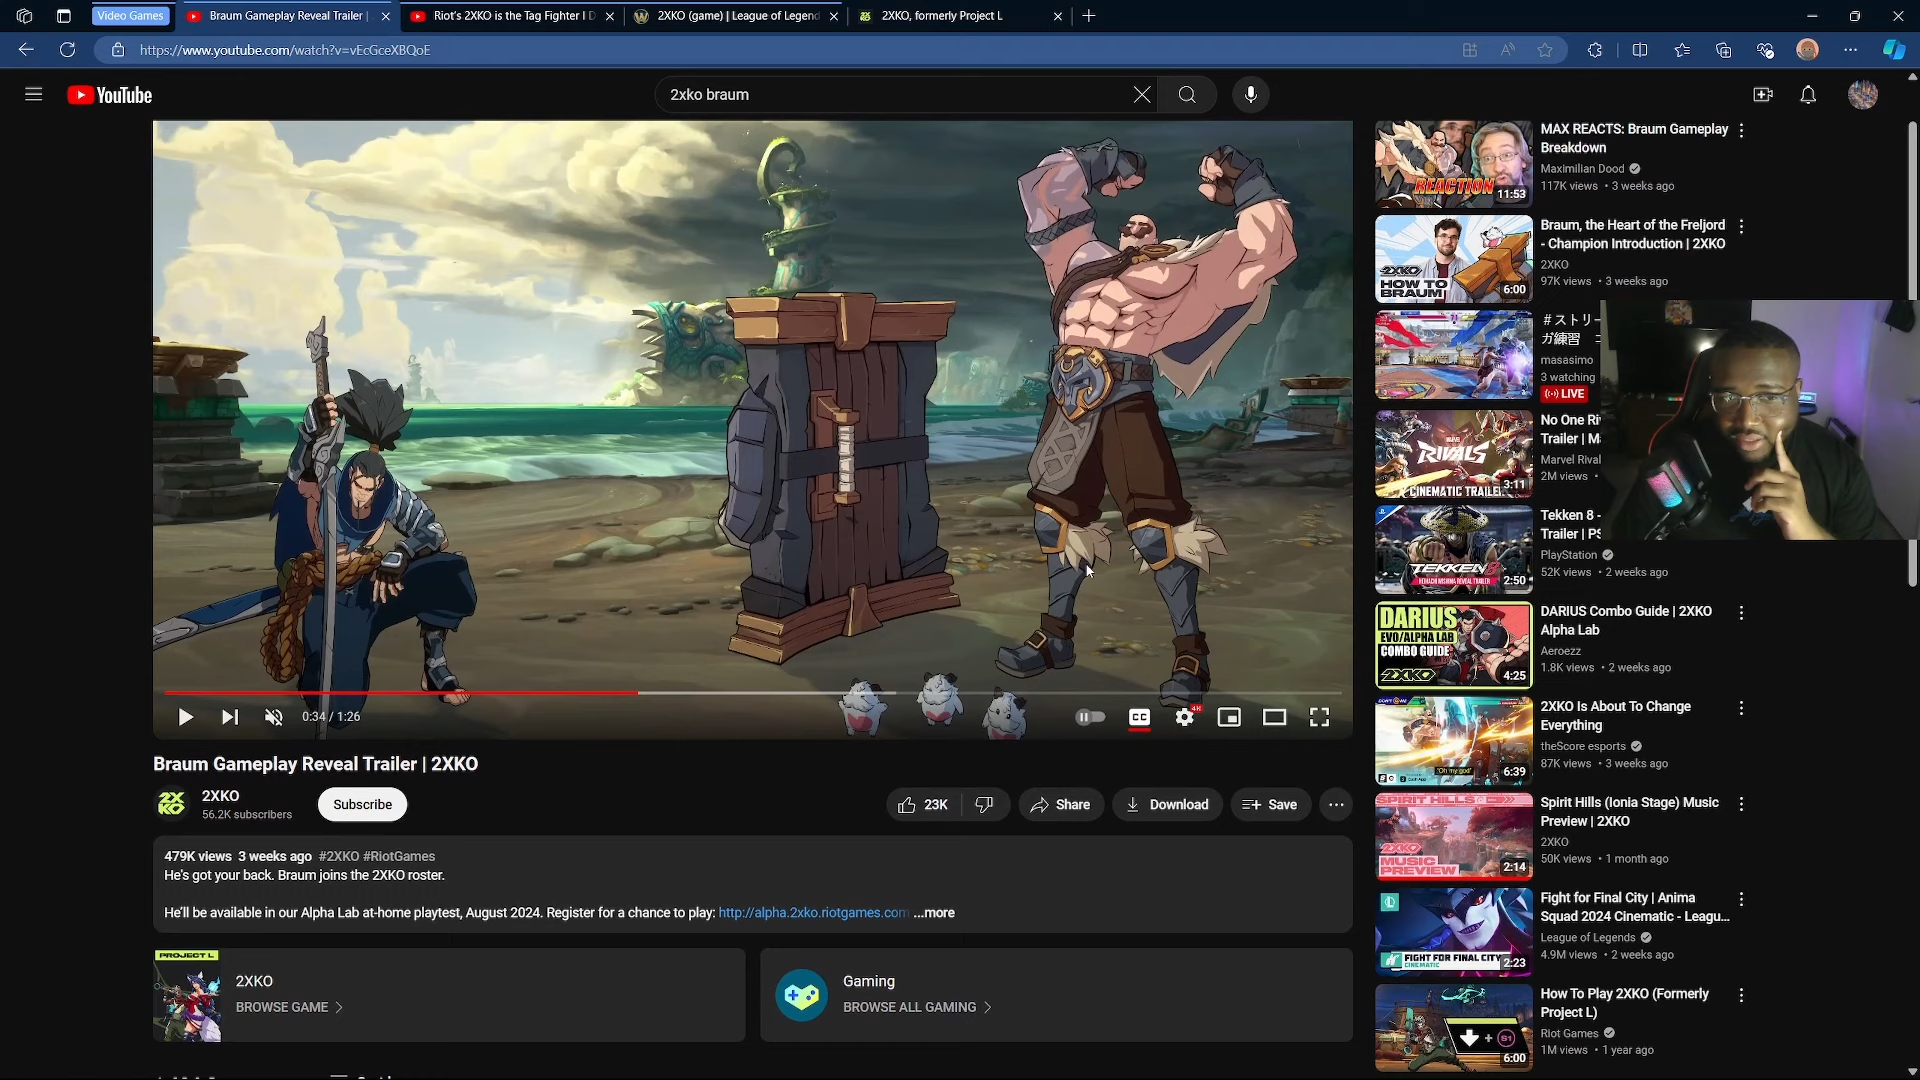 Video Games
Braum Gameplay Reveal Trailer |
Riot's 2XKO is the Tag Fighter I D
2XKO (game) | League of Legend
2XKO, formerly Project L
https://www.youtube.com/watch?v=vEcGceXBQoE
YouTube
2xko braum
0:34 / 1:26
CC
4K
Braum Gameplay Reveal Trailer | 2XKO
2XKO
56.2K subscribers
Subscribe
23K
Share
Download
Save
479K views 3 weeks ago #2XKO #RiotGames
He's got your back. Braum joins the 2XKO roster.
He'll be available in our Alpha Lab at-home playtest, August 2024. Register for a chance to play: http://alpha.2xko.riotgames.com ...more
PROJECT L
2XKO
BROWSE GAME
Gaming
BROWSE ALL GAMING
REACTION
11:53
MAX REACTS: Braum Gameplay
Breakdown
Maximilian Dood
117K views • 3 weeks ago
2XKO
HOW TO
BRAUM
6:00
Braum, the Heart of the Freljord
- Champion Introduction | 2XKO
2XKO
97K views • 3 weeks ago
#ストリー
ガ練習
masasimo
3 watching
LIVE
RIVALS
CINEMATIC TRAILER
3:11
No One Ri
Trailer | M
Marvel Rival
2M views •
TEKKEN 8
2:50
Tekken 8 -
Trailer | PS
PlayStation
52K views • 2 weeks ago
DARIUS
EVO/ALPHA LAB
COMBO GUIDE
2XKO
4:25
DARIUS Combo Guide | 2XKO
Alpha Lab
Aeroezz
1.8K views • 2 weeks ago
"Oh my god"
6:39
2XKO Is About To Change
Everything
theScore esports
87K views • 3 weeks ago
SPIRIT HILLS
2XKO
MUSIC
PREVIEW
2:14
Spirit Hills (Ionia Stage) Music
Preview | 2XKO
2XKO
50K views • 1 month ago
FIGHT FOR FINAL CITY
CINEMATIC
2:23
Fight for Final City | Anima
Squad 2024 Cinematic - Leagu...
League of Legends
4.9M views • 2 weeks ago
+ S1
6:00
How To Play 2XKO (Formerly
Project L)
Riot Games
1M views • 1 year ago